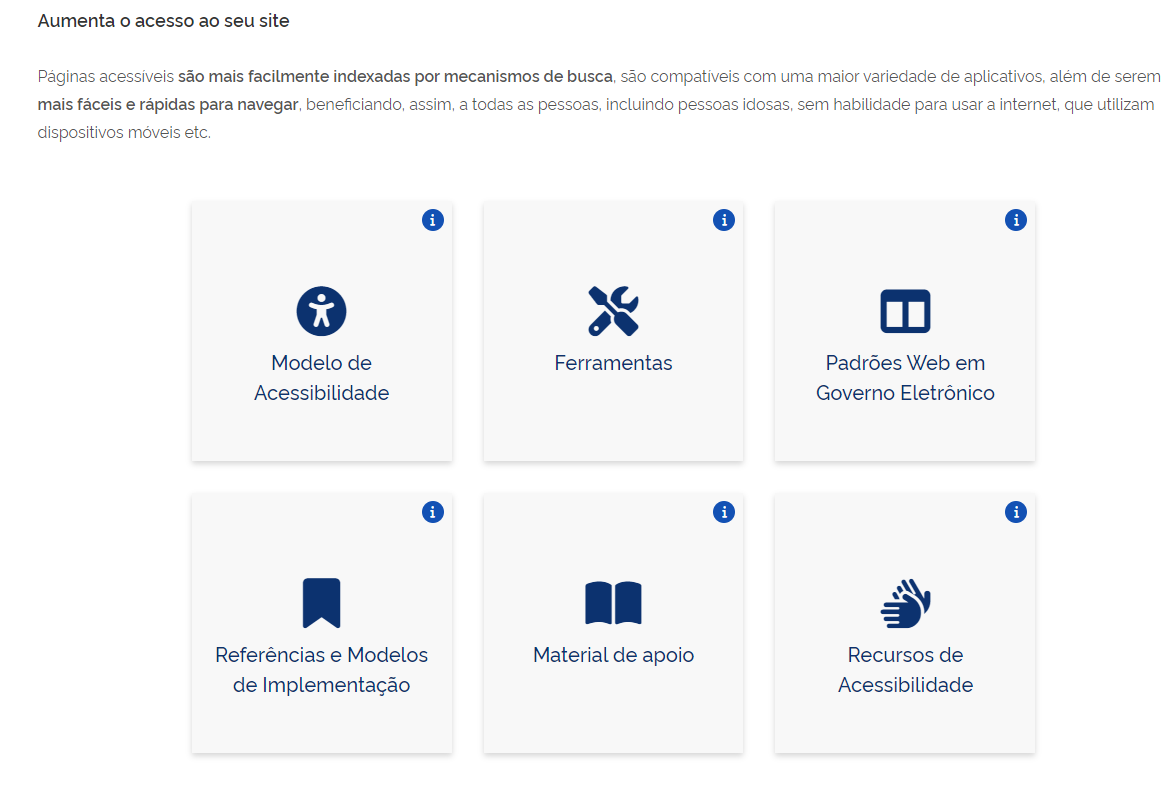 Aumenta o acesso ao seu site
Páginas acessíveis são mais facilmente indexadas por mecanismos de busca, são compatíveis com uma maior variedade de aplicativos, além de serem
mais fáceis e rápidas para navegar, beneficiando, assim, a todas as pessoas, incluindo pessoas idosas, sem habilidade para usar a internet, que utilizam
dispositivos móveis etc.
Modelo de
Acessibilidade
Ferramentas
Padrões Web em
Governo Eletrônico
Referências e Modelos
de Implementação
Material de apoio
Recursos de
Acessibilidade